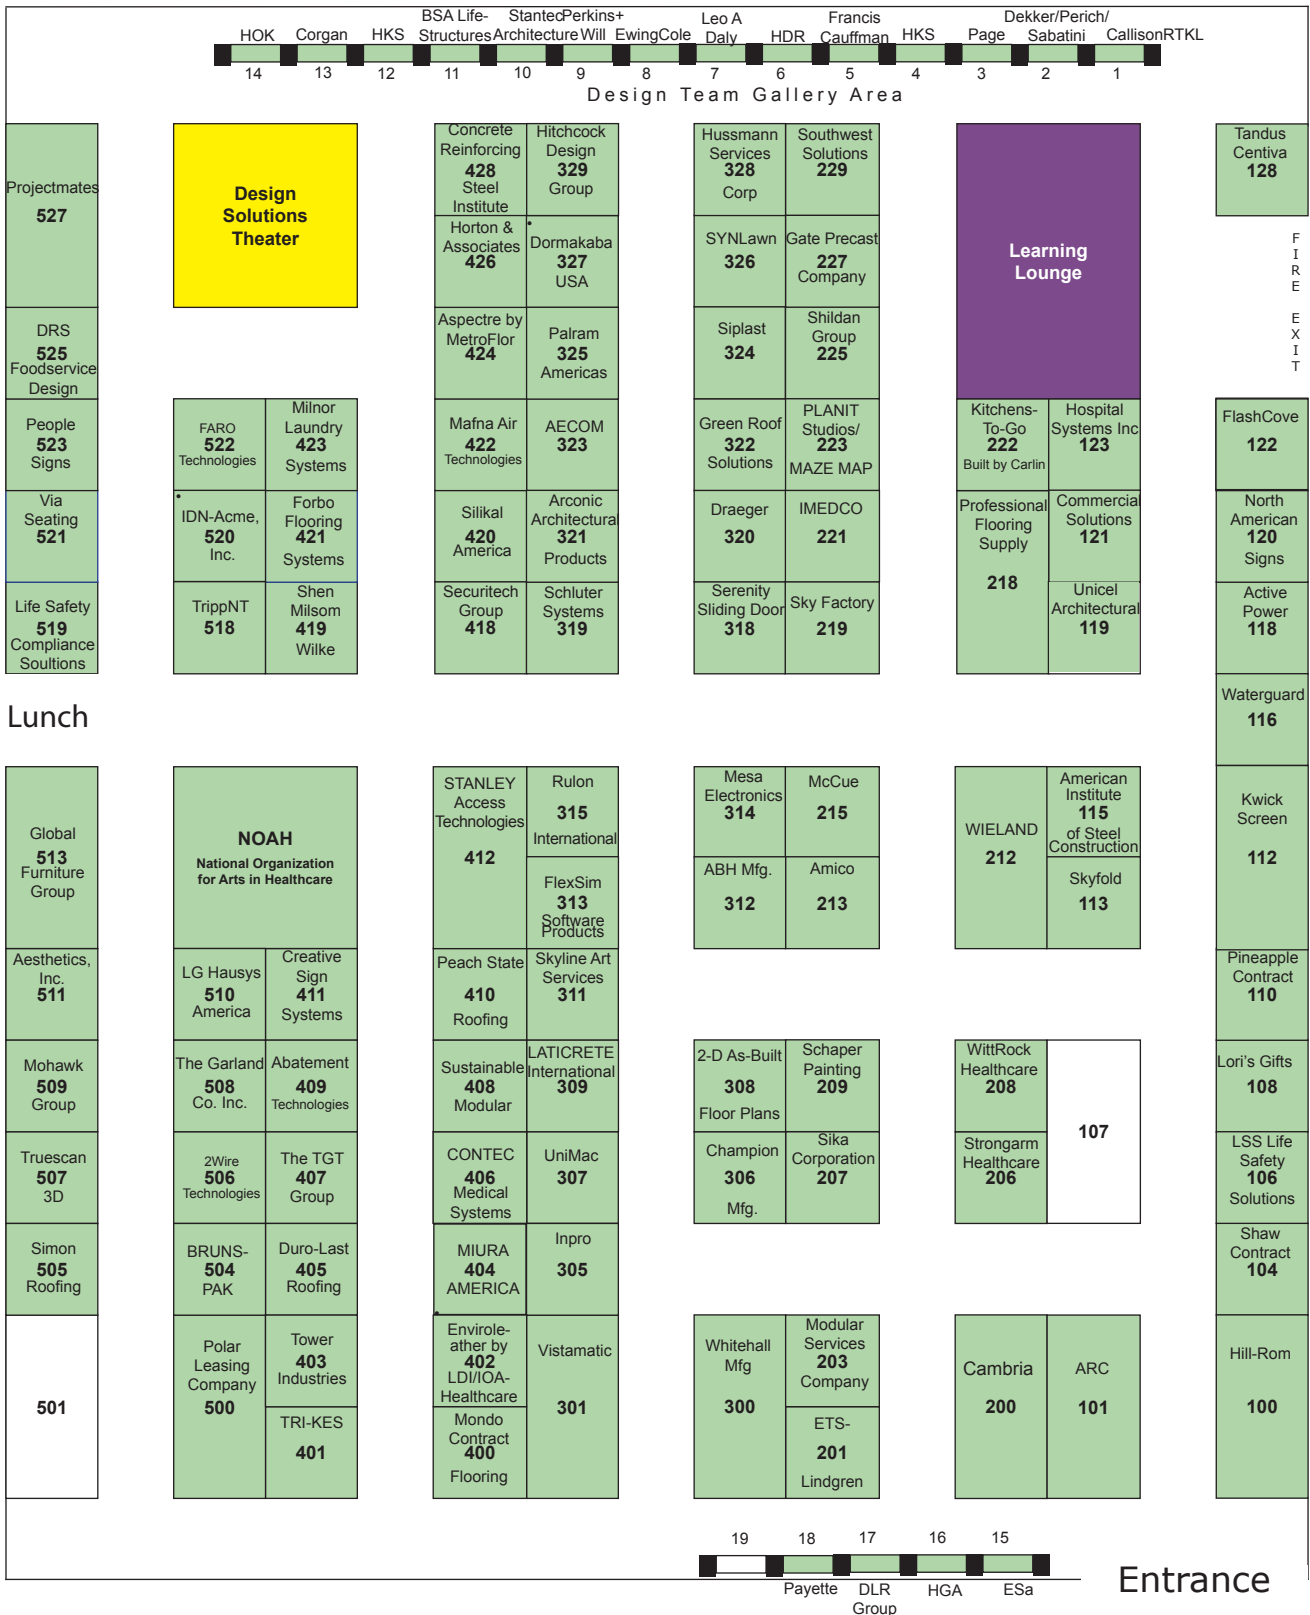 HOK
Corgan
HKS
BSA Life-
Structures
Stantec
Architecture
Perkins+
Will
EwingCole
Leo A
Daly
HDR
Francis
Cauffman
HKS
Page
Dekker/Perich/
Sabatini
CallisonRTKL
14 13 12 11 10 9 8 7 6 5 4 3 2 1
Design Team Gallery Area
Projectmates
527
Design
Solutions
Theater
Concrete
Reinforcing
428
Steel
Institute
Hitchcock
Design
329
Group
Hussmann
Services
328
Corp
Southwest
Solutions
229
Learning
Lounge
Tandus
Centiva
128
Horton &
Associates
426
Dormakaba
327
USA
SYNLawn
326
Gate Precast
227
Company
FIRE EXIT
DRS
525
Foodservice
Design
Aspectre by
MetroFlor
424
Palram
325
Americas
Siplast
324
Shildan
Group
225
People
523
Signs
FARO
522
Technologies
Milnor
Laundry
423
Systems
Mafna Air
422
Technologies
AECOM
323
Green Roof
322
Solutions
PLANIT
Studios/
223
MAZE MAP
Kitchens-
To-Go
222
Built by Carlin
Hospital
Systems Inc
123
FlashCove
122
Via
Seating
521
IDN-Acme,
520
Inc.
Forbo
Flooring
421
Systems
Silikal
420
America
Arconic
Architectural
321
Products
Draeger
320
IMEDCO
221
Professional
Flooring
Supply
218
Commercial
Solutions
121
North
American
120
Signs
Life Safety
519
Compliance
Soultions
TrippNT
518
Shen
Milsom
419
Wilke
Securitech
Group
418
Schluter
Systems
319
Serenity
Sliding Door
318
Sky Factory
219
Unicel
Architectural
119
Active
Power
118
Lunch
Waterguard
116
Global
513
Furniture
Group
NOAH
National Organization
for Arts in Healthcare
STANLEY
Access
Technologies
412
Rulon
315
International
Mesa
Electronics
314
McCue
215
WIELAND
212
American
Institute
115
of Steel
Construction
Kwick
Screen
112
FlexSim
313
Software
Products
ABH Mfg.
312
Amico
213
Skyfold
113
Aesthetics,
Inc.
511
LG Hausys
510
America
Creative
Sign
411
Systems
Peach State
410
Roofing
Skyline Art
Services
311
Pineapple
Contract
110
Mohawk
509
Group
The Garland
508
Co. Inc.
Abatement
409
Technologies
Sustainable
408
Modular
LATICRETE
International
309
2-D As-Built
308
Floor Plans
Schaper
Painting
209
WittRock
Healthcare
208
107
Lori's Gifts
108
Truescan
507
3D
2Wire
506
Technologies
The TGT
407
Group
CONTEC
406
Medical
Systems
UniMac
307
Champion
306
Mfg.
Sika
Corporation
207
Strongarm
Healthcare
206
LSS Life
Safety
106
Solutions
Simon
505
Roofing
BRUNS-
504
PAK
Duro-Last
405
Roofing
MIURA
404
AMERICA
Inpro
305
Shaw
Contract
104
501
Polar
Leasing
Company
500
Tower
403
Industries
Envirole-
ather by
402
LDI/IOA-
Healthcare
Vistamatic
301
Whitehall
Mfg
300
Modular
Services
203
Company
Cambria
200
ARC
101
Hill-Rom
100
TRI-KES
401
Mondo
Contract
400
Flooring
ETS-
201
Lindgren
19 18 17 16 15
Payette
DLR
Group
HGA
ESa
Entrance